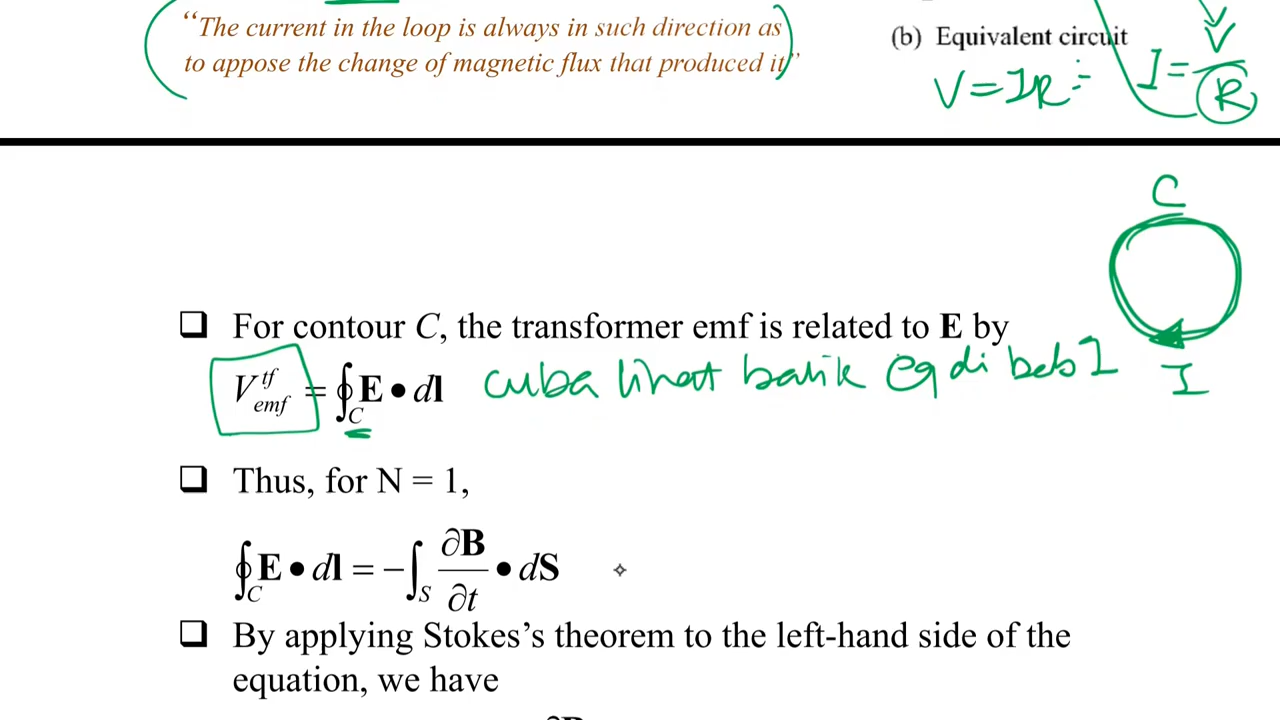 “The current in the loop is always in such direction as
to appose the change of magnetic flux that produced it”
(b) Equivalent circuit
V
V = IR
I = V/R
C
❑ For contour C, the transformer emf is related to E by
V^{tf}_{emf} = ∮_C E • dl
cuba lihat balik eq di bab 1
I
❑ Thus, for N = 1,
∮_C E • dl = −∫_S ∂B/∂t • dS
❑ By applying Stokes’s theorem to the left-hand side of the
equation, we have